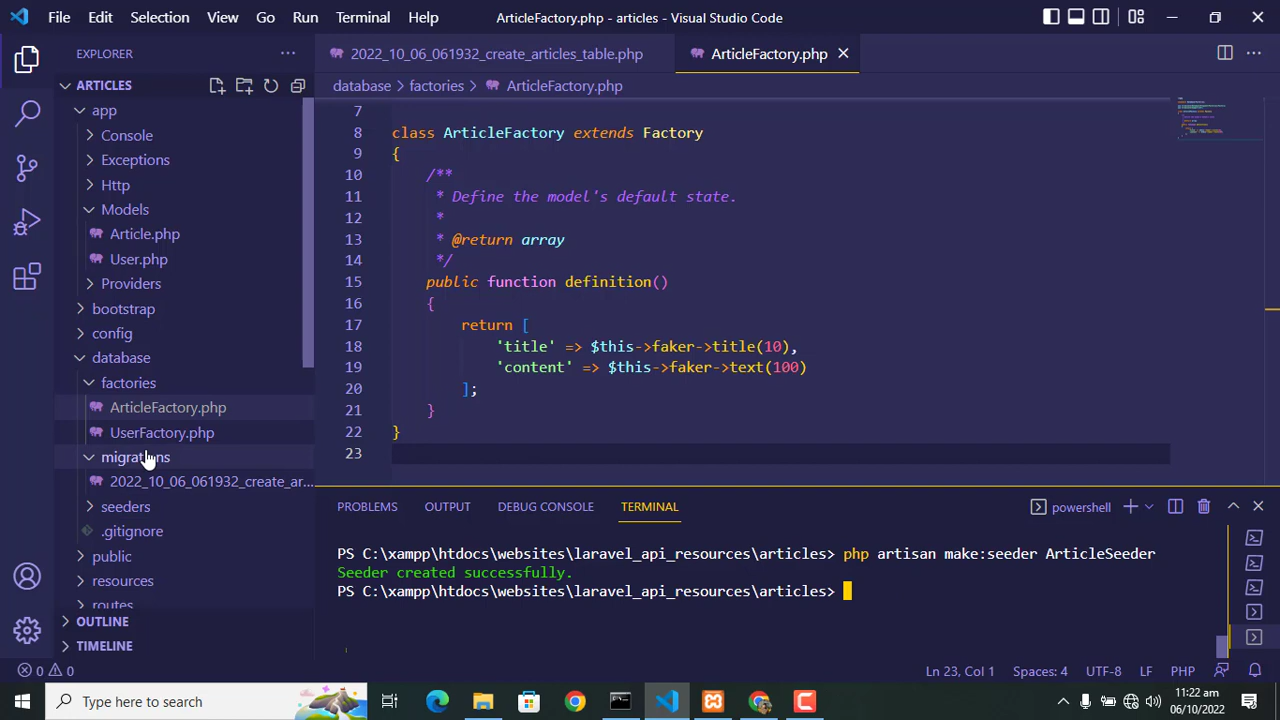 File Edit Selection View Go Run Terminal Help ArticleFactory.php - articles - Visual Studio Code
EXPLORER
ARTICLES
app
Console
Exceptions
Http
Models
Article.php
User.php
Providers
bootstrap
config
database
factories
ArticleFactory.php
UserFactory.php
migrations
2022_10_06_061932_create_ar...
seeders
.gitignore
public
resources
routes
OUTLINE
TIMELINE
2022_10_06_061932_create_articles_table.php ArticleFactory.php
database > factories > ArticleFactory.php
7
8 class ArticleFactory extends Factory
9 {
10 /**
11 * Define the model's default state.
12 *
13 * @return array
14 */
15 public function definition()
16 {
17 return [
18 'title' => $this->faker->title(10),
19 'content' => $this->faker->text(100)
20 ];
21 }
22 }
23
PROBLEMS OUTPUT DEBUG CONSOLE TERMINAL powershell
PS C:\xampp\htdocs\websites\laravel_api_resources\articles> php artisan make:seeder ArticleSeeder
Seeder created successfully.
PS C:\xampp\htdocs\websites\laravel_api_resources\articles>
0 0 Ln 23, Col 1 Spaces: 4 UTF-8 LF PHP
Type here to search
11:22 am
06/10/2022